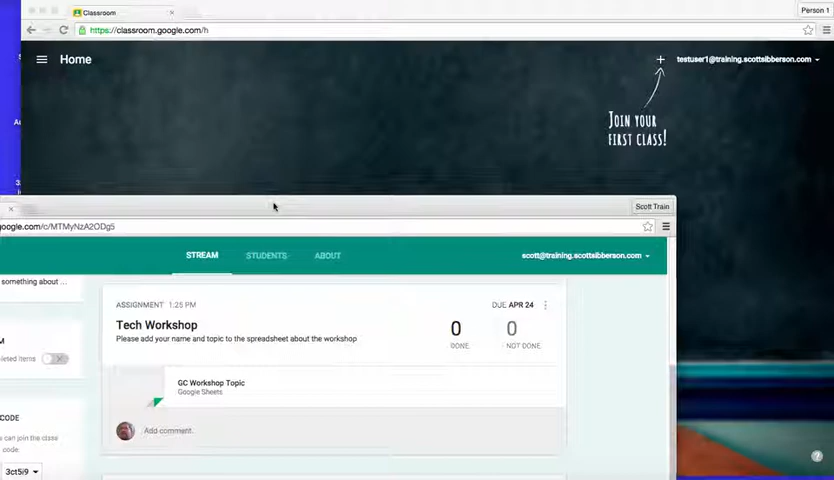 Classroom
Person 1
https://classroom.google.com/h
Home
testuser1@training.scottsibberson.com
JOIN YOUR
FIRST CLASS!
Scott Train
google.com/c/MTMyNzA2ODg5
STREAM
STUDENTS
ABOUT
scott@training.scottsibberson.com
something about ...
ASSIGNMENT 1:25 PM
DUE APR 24
Tech Workshop
Please add your name and topic to the spreadsheet about the workshop
0
DONE
0
NOT DONE
leted items
GC Workshop Topic
Google Sheets
CODE
can join the class
code.
Add comment.
3ct5i9